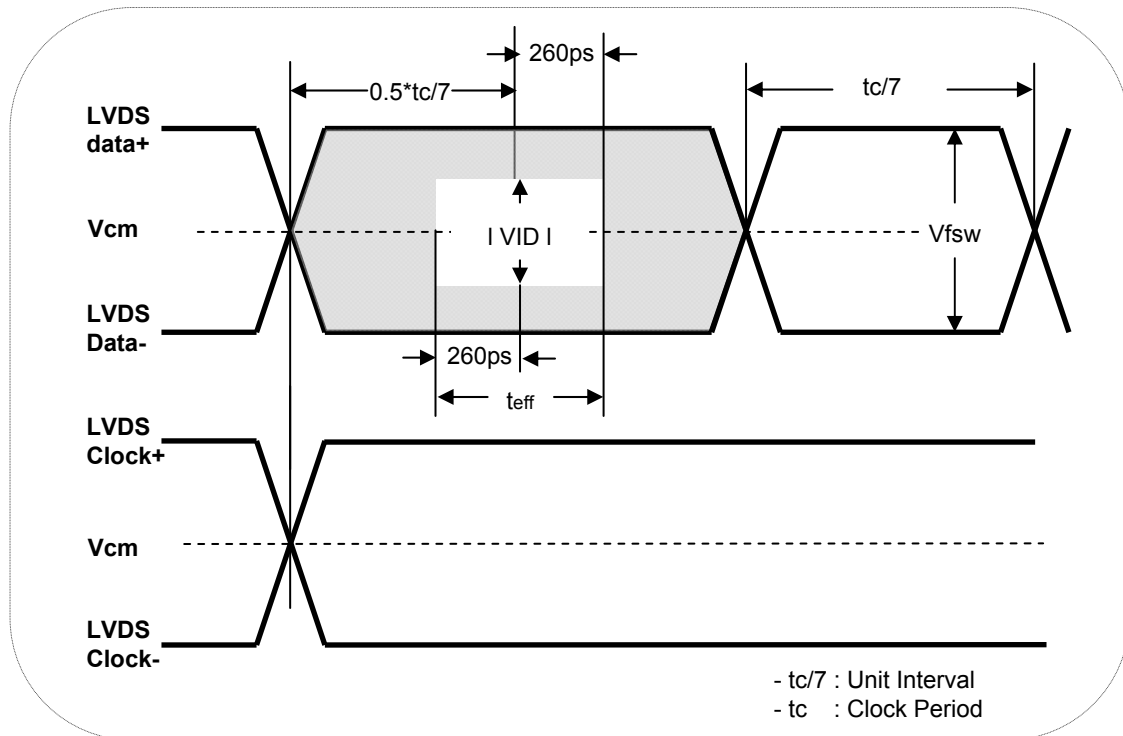 260ps
0.5*tc/7
tc/7
LVDS
data+
Vcm
I VID I
Vfsw
LVDS
Data-
260ps
teff
LVDS
Clock+
Vcm
LVDS
Clock-
- tc/7 : Unit Interval
- tc : Clock Period